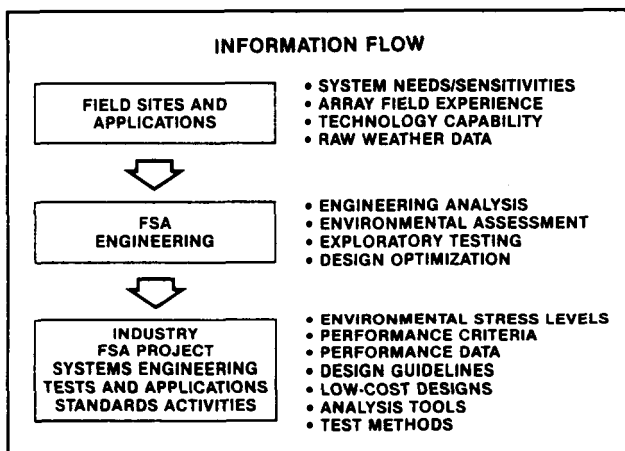 INFORMATION FLOW
FIELD SITES AND
APPLICATIONS
• SYSTEM NEEDS/SENSITIVITIES
• ARRAY FIELD EXPERIENCE
• TECHNOLOGY CAPABILITY
• RAW WEATHER DATA
FSA
ENGINEERING
• ENGINEERING ANALYSIS
• ENVIRONMENTAL ASSESSMENT
• EXPLORATORY TESTING
• DESIGN OPTIMIZATION
INDUSTRY
FSA PROJECT
SYSTEMS ENGINEERING
TESTS AND APPLICATIONS
STANDARDS ACTIVITIES
• ENVIRONMENTAL STRESS LEVELS
• PERFORMANCE CRITERIA
• PERFORMANCE DATA
• DESIGN GUIDELINES
• LOW-COST DESIGNS
• ANALYSIS TOOLS
• TEST METHODS